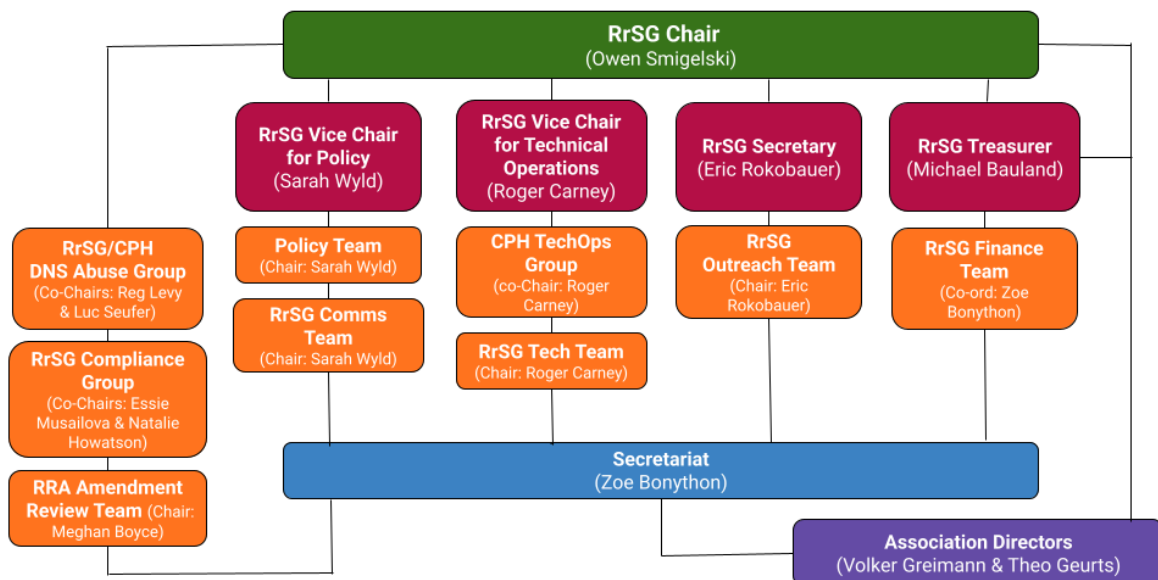 RrSG Chair
(Owen Smigelski)
RrSG Vice Chair
for Policy
(Sarah Wyld)
RrSG Vice Chair
for Technical
Operations
(Roger Carney)
RrSG Secretary
(Eric Rokobauer)
RrSG Treasurer
(Michael Bauland)
RrSG/CPH
DNS Abuse Group
(Co-Chairs: Reg Levy
& Luc Seufer)
Policy Team
(Chair: Sarah Wyld)
CPH TechOps
Group
(co-Chair: Roger
Carney)
RrSG
Outreach Team
(Chair: Eric
Rokobauer)
RrSG Finance
Team
(Co-ord: Zoe
Bonython)
RrSG Comms
Team
(Chair: Sarah Wyld)
RrSG Tech Team
(Chair: Roger Carney)
RrSG Compliance
Group
(Co-Chairs: Essie
Musailova & Natalie
Howatson)
RRA Amendment
Review Team (Chair:
Meghan Boyce)
Secretariat
(Zoe Bonython)
Association Directors
(Volker Greimann & Theo Geurts)